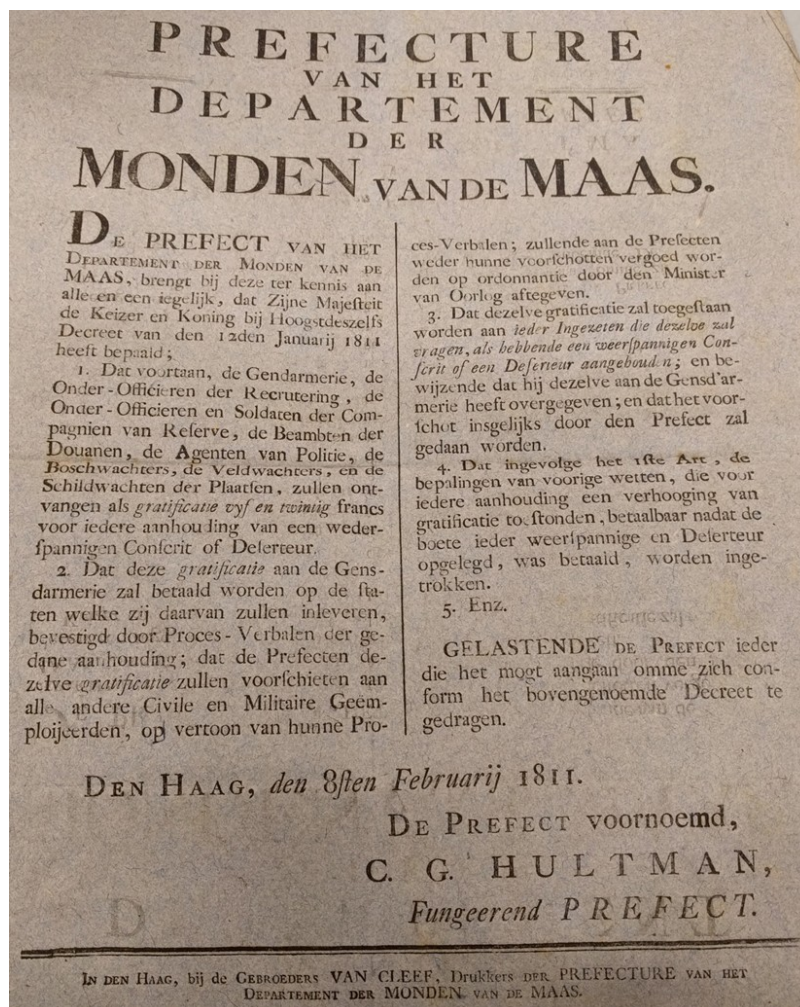 PREFECTURE
VAN HET
DEPARTEMENT
DER
MONDEN VAN DE MAAS.
DE PREFECT VAN HET
DEPARTEMENT DER MONDEN VAN DE
MAAS, brengt bij deze ter kennis aan
alle en een iegelijk, dat Zijne Majeſteit
de Keizer en Koning bij Hoogstdeszelfs
Decreet van den 12den Januarij 1811
heeft bepaald;
1. Dat voortaan, de Gendarmerie, de
Onder-Officieren der Recrutering, de
Onder-Officieren en Soldaten der Com-
pagnien van Reſerve, de Beambten der
Douanen, de Agenten van Politie, de
Boschwachters, de Veldwachters, en de
Schildwachten der Plaatſen, zullen ont-
vangen als gratificatie vyf en twintig francs
voor iedere aanhouding van een weder-
ſpannigen Conſcrit of Deſerteur.
2. Dat deze gratificatie aan de Gens-
darmerie zal betaald worden op de ſta-
ten welke zij daarvan zullen inleveren,
bevestigd door Proces-Verbalen der ge-
dane aanhouding; dat de Prefecten de-
zelve gratificatie zullen voorſchieten aan
alle andere Civile en Militaire Geëm-
ploijeerden, op vertoon van hunne Pro-
ces-Verbalen; zullende aan de Prefecten
weder hunne voorſchotten vergoed wor-
den op ordonnantie door den Minister
van Oorlog aftegeven.
3. Dat dezelve gratificatie zal toegeſtaan
worden aan ieder Ingezeten die dezelve zal
vragen, als hebbende een weerſpannigen Con-
ſcrit of een Deſerteur aangehouden; en be-
wijzende dat hij dezelve aan de Gensd'ar-
merie heeft overgegeven; en dat het voor-
ſchot insgelijks door den Prefect zal
gedaan worden.
4. Dat ingevolge het 1ſte Art, de
bepalingen van voorige wetten, die voor
iedere aanhouding een verhooging van
gratificatie toeſtonden, betaalbaar nadat de
boete ieder weerſpannige en Deſerteur
opgelegd, was betaald, worden inge-
trokken.
5. Enz.
GELASTENDE DE PREFECT ieder
die het mogt aangaan omme zich con-
form het bovengenoemde Decreet te
gedragen.
DEN HAAG, den 8ſten Februarij 1811.
DE PREFECT voornoemd,
C. G. HULTMAN,
Fungeerend PREFECT.
IN DEN HAAG, bij de GEBROEDERS VAN CLEEF, Drukkers DER PREFECTURE VAN HET
DEPARTEMENT DER MONDEN VAN DE MAAS.